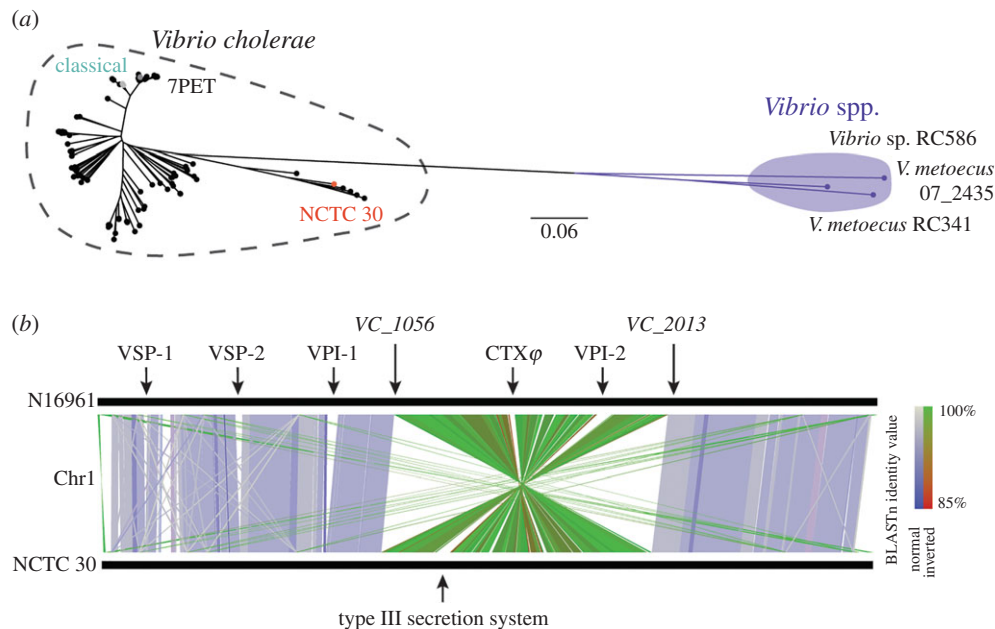 (a)
Vibrio cholerae
classical
7PET
Vibrio spp.
Vibrio sp. RC586
V. metoecus
07_2435
NCTC 30
0.06
V. metoecus RC341
(b)
VC_1056
VC_2013
VSP-1
VSP-2
VPI-1
CTXφ
VPI-2
N16961
100%
Chr1
BLASTn identity value
85%
normal
inverted
NCTC 30
type III secretion system